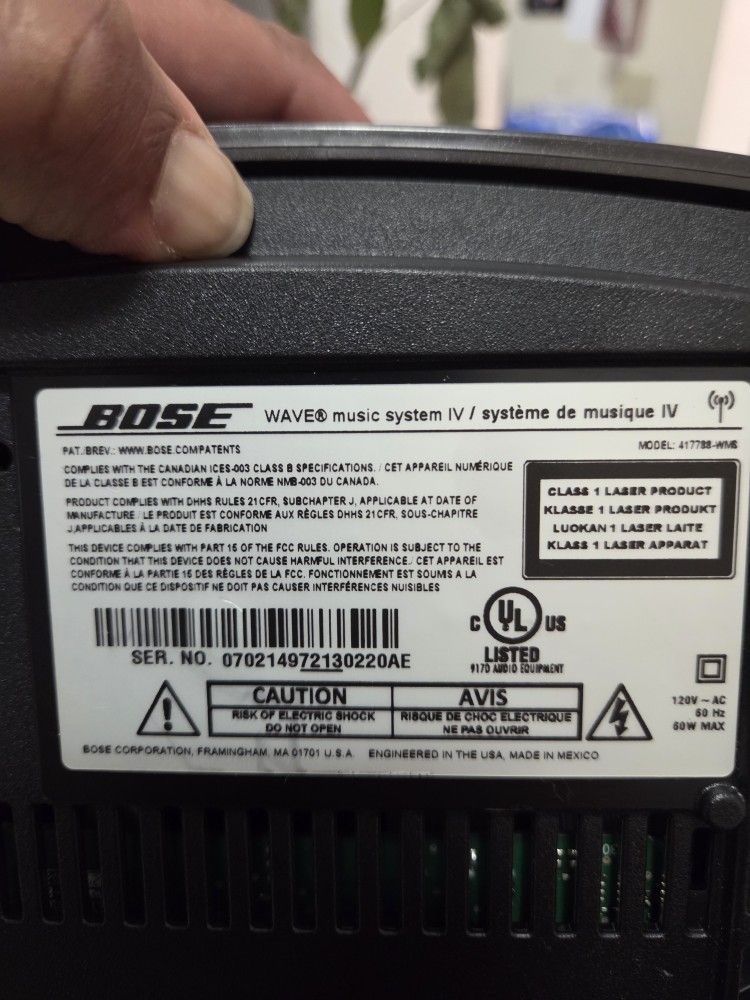 BOSE WAVE® music system IV / système de musique IV
PAT./BREV.: WWW.BOSE.COM/PATENTS
MODEL: 417788-WMS
COMPLIES WITH THE CANADIAN ICES-003 CLASS B SPECIFICATIONS. / CET APPAREIL NUMÉRIQUE
DE LA CLASSE B EST CONFORME À LA NORME NMB-003 DU CANADA.
PRODUCT COMPLIES WITH DHHS RULES 21CFR, SUBCHAPTER J, APPLICABLE AT DATE OF
MANUFACTURE / LE PRODUIT EST CONFORME AUX RÈGLES DHHS 21CFR, SOUS-CHAPITRE
J,APPLICABLES À LA DATE DE FABRICATION
THIS DEVICE COMPLIES WITH PART 15 OF THE FCC RULES. OPERATION IS SUBJECT TO THE
CONDITION THAT THIS DEVICE DOES NOT CAUSE HARMFUL INTERFERENCE./ CET APPAREIL EST
CONFORME À LA PARTIE 15 DES RÈGLES DE LA FCC. FONCTIONNEMENT EST SOUMIS A LA
CONDITION QUE CE DISPOSITIF NE DOIT PAS CAUSER INTERFÉRENCES NUISIBLES
CLASS 1 LASER PRODUCT
KLASSE 1 LASER PRODUKT
LUOKAN 1 LASER LAITE
KLASS 1 LASER APPARAT
SER. NO. 070214972130220AE
C UL US
LISTED
917D AUDIO EQUIPMENT
CAUTION
RISK OF ELECTRIC SHOCK
DO NOT OPEN
AVIS
RISQUE DE CHOC ÉLECTRIQUE
NE PAS OUVRIR
120V ~ AC
60 Hz
60W MAX
BOSE CORPORATION, FRAMINGHAM, MA 01701 U.S.A. ENGINEERED IN THE USA, MADE IN MEXICO